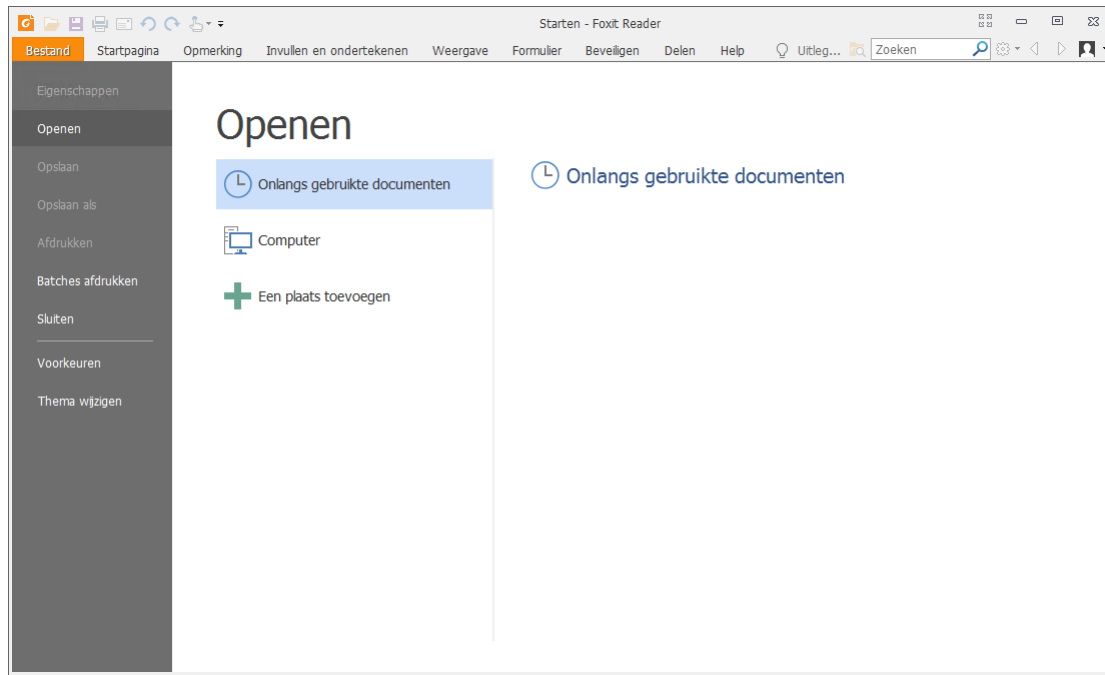 Starten - Foxit Reader
Bestand Startpagina Opmerking Invullen en ondertekenen Weergave Formulier Beveiligen Delen Help Uitleg... Zoeken
Eigenschappen
Openen
Opslaan
Opslaan als
Afdrukken
Batches afdrukken
Sluiten
Voorkeuren
Thema wijzigen
Openen
Onlangs gebruikte documenten
Computer
Een plaats toevoegen
Onlangs gebruikte documenten